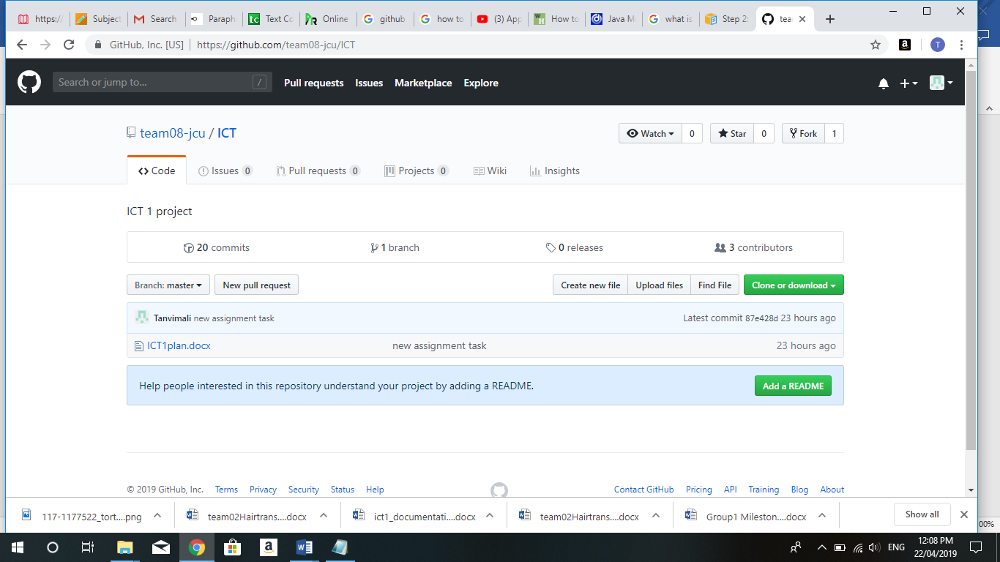 https:/
Subject
Search
Paraph
Text Co
Online
github
how to
(3) App
How to
Java M
what is
Step 2:
tea
GitHub, Inc. [US] | https://github.com/team08-jcu/ICT
T
Search or jump to... /
Pull requests Issues Marketplace Explore
team08-jcu / ICT
Watch 0 Star 0 Fork 1
Code Issues 0 Pull requests 0 Projects 0 Wiki Insights
ICT 1 project
20 commits 1 branch 0 releases 3 contributors
Branch: master New pull request Create new file Upload files Find File Clone or download
Tanvimali new assignment task Latest commit 87e428d 23 hours ago
ICT1plan.docx new assignment task 23 hours ago
Help people interested in this repository understand your project by adding a README. Add a README
© 2019 GitHub, Inc. Terms Privacy Security Status Help Contact GitHub Pricing API Training Blog About
117-1177522_tort....png team02Hairtrans....docx ict1_documentati....docx team02Hairtrans....docx Group1 Mileston....docx Show all
00%
ENG 12:08 PM
22/04/2019